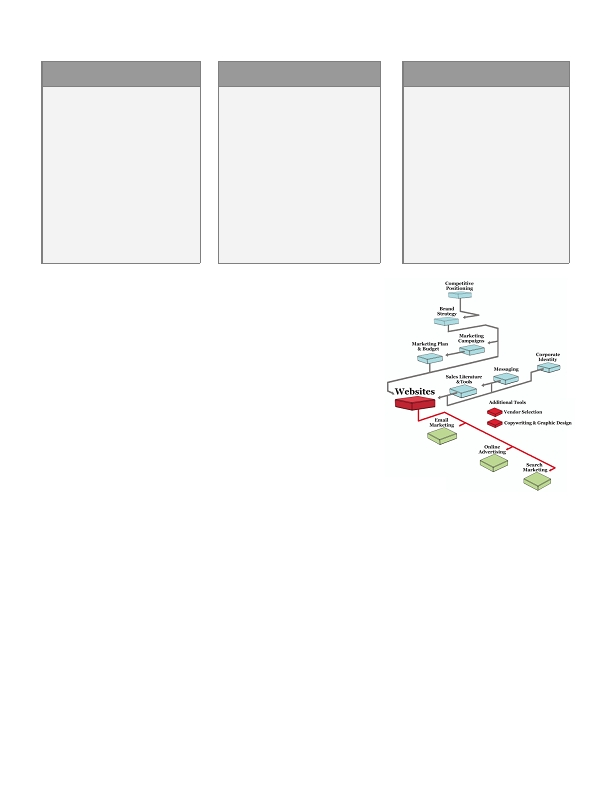 Competitive
Positioning
Brand
Strategy
Marketing
Campaigns
Marketing Plan
& Budget
Corporate
Identity
Messaging
Sales Literature
&Tools
Websites
Additional Tools
Vendor Selection
Copywriting & Graphic Design
Email
Marketing
Online
Advertising
Search
Marketing